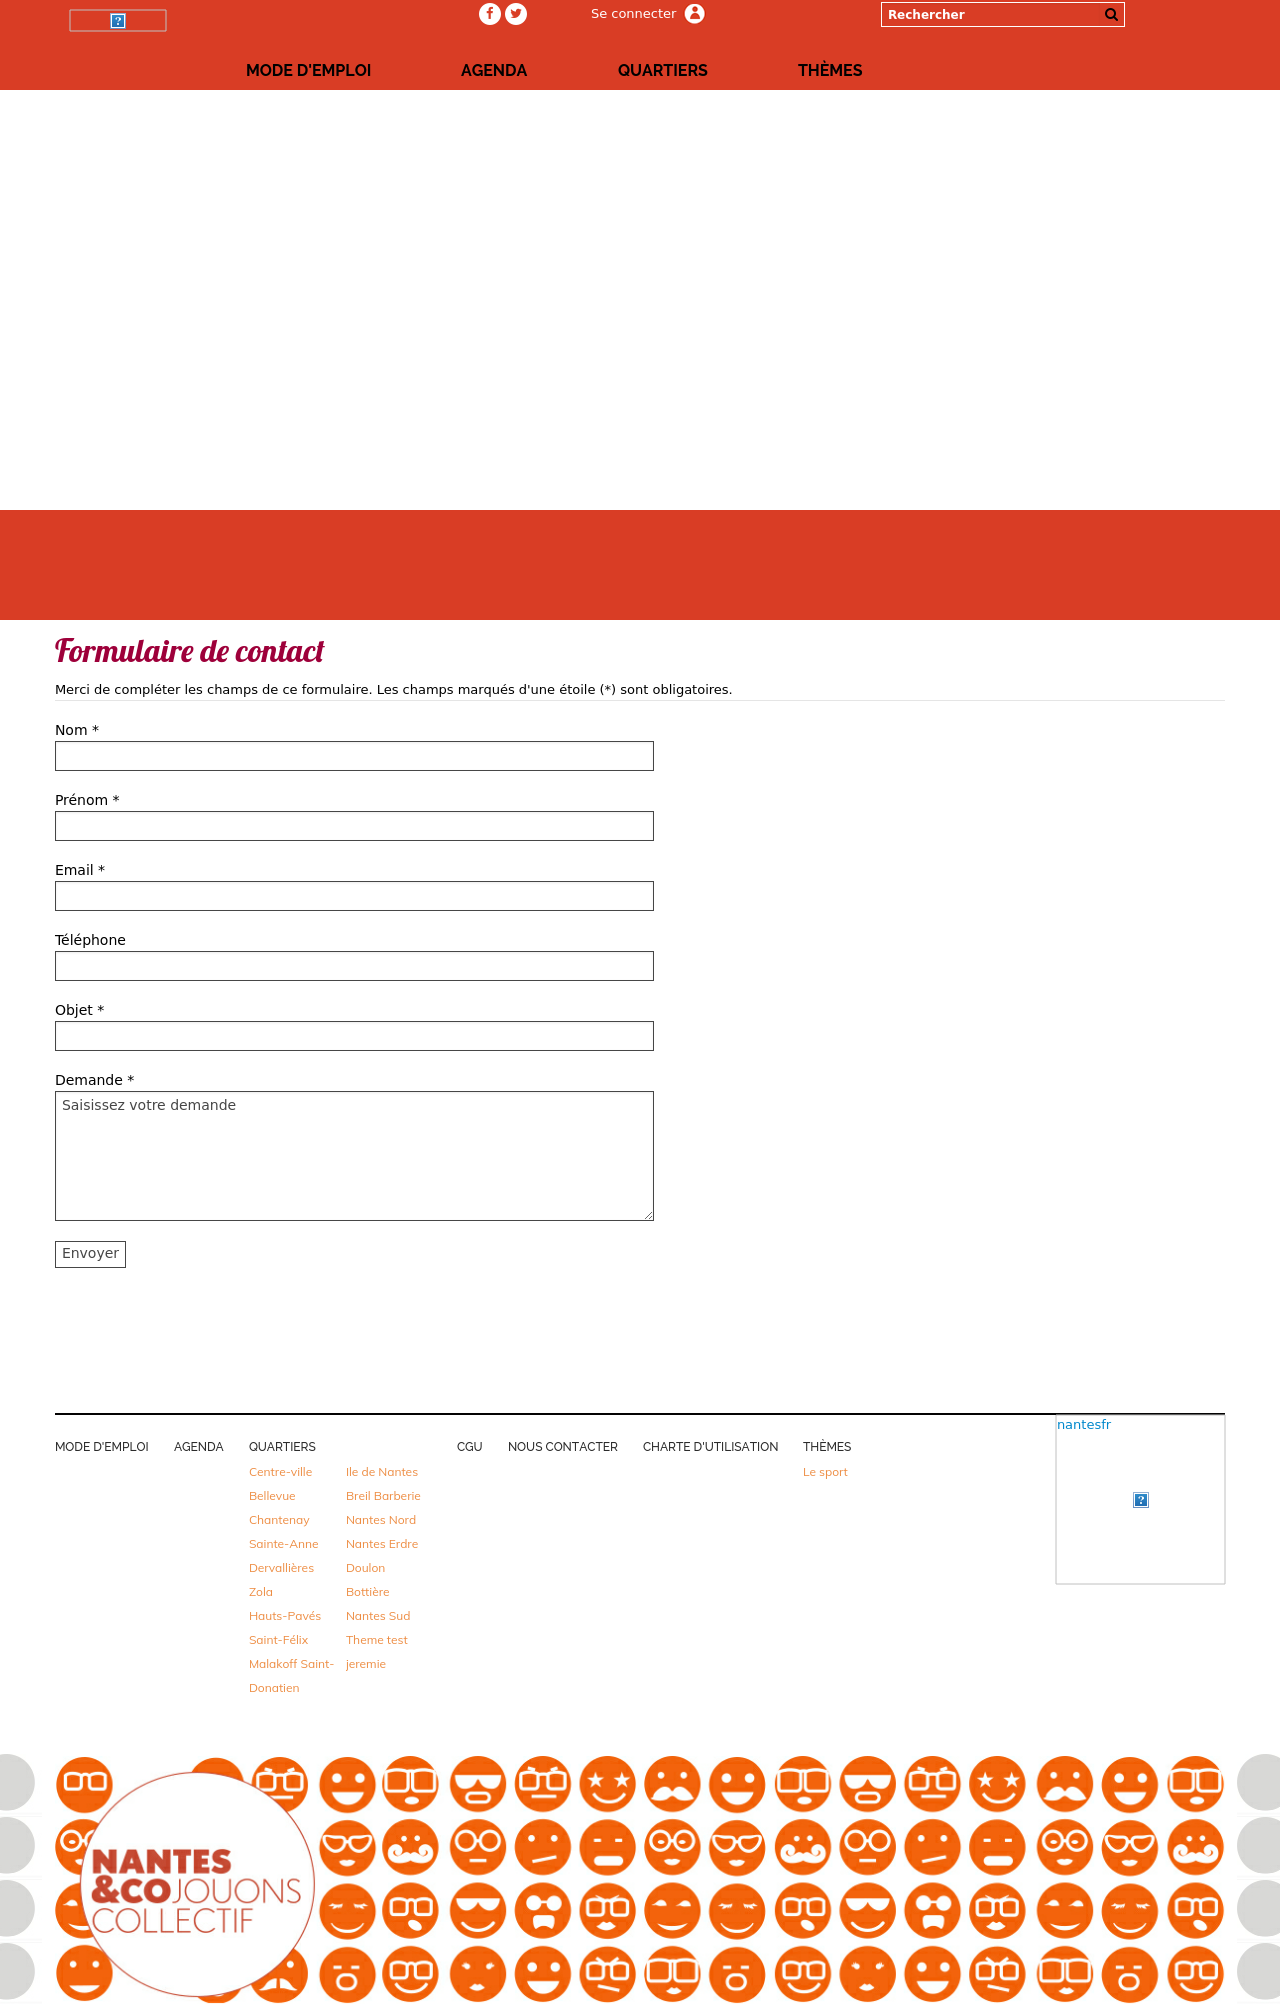 Se connecter
Rechercher
MODE D'EMPLOI
AGENDA
QUARTIERS
THÈMES
Formulaire de contact
Merci de compléter les champs de ce formulaire. Les champs marqués d'une étoile (*) sont obligatoires.
Nom *
Prénom *
Email *
Téléphone
Objet *
Demande *
Saisissez votre demande
Envoyer
MODE D'EMPLOI
AGENDA
QUARTIERS
Centre-ville
Bellevue
Chantenay
Sainte-Anne
Dervallières
Zola
Hauts-Pavés
Saint-Félix
Malakoff Saint-
Donatien
Ile de Nantes
Breil Barberie
Nantes Nord
Nantes Erdre
Doulon
Bottière
Nantes Sud
Theme test
jeremie
CGU
NOUS CONTACTER
CHARTE D'UTILISATION
THÈMES
Le sport
nantesfr
NANTES
&COJOUONS
COLLECTIF